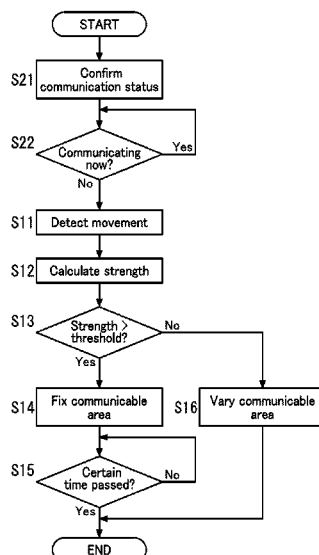 START
S21
Confirm
communication status
S22
Communicating
now?
Yes
No
S11
Detect movement
S12
Calculate strength
S13
Strength >
threshold?
No
Yes
S14
Fix communicable
area
S16
Vary communicable
area
S15
Certain
time passed?
No
Yes
END